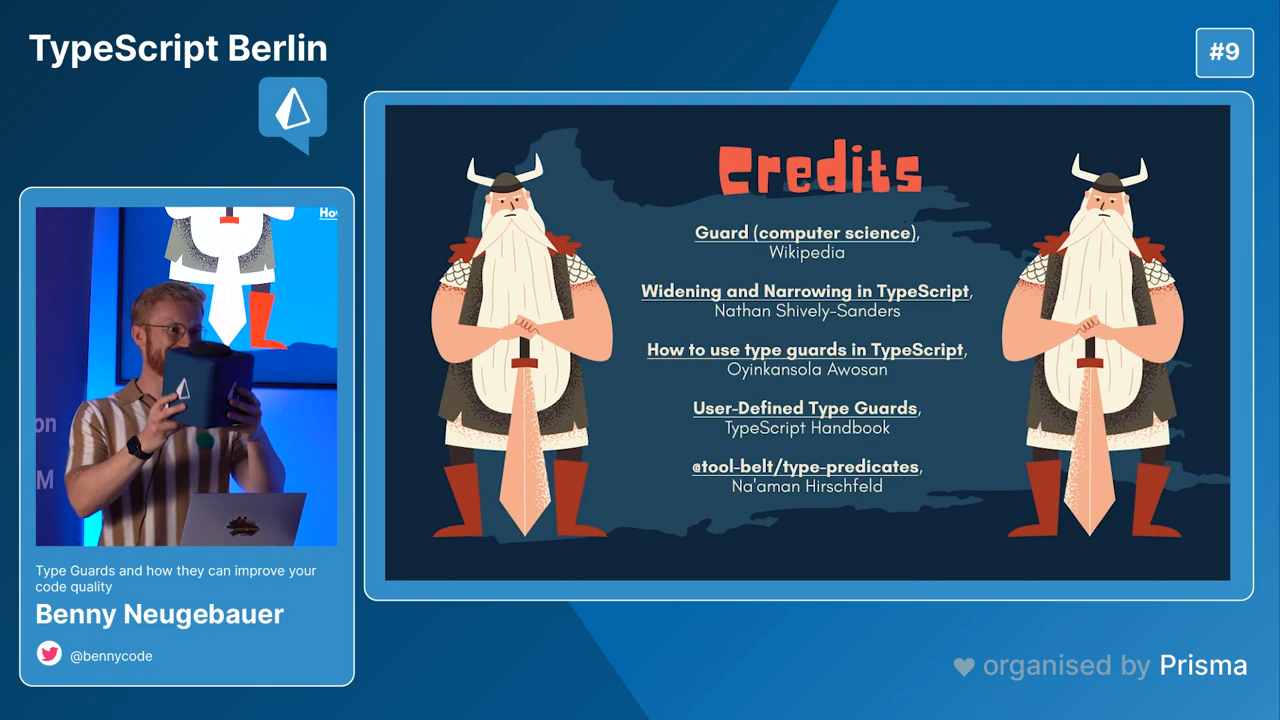 TypeScript Berlin
#9
Credits
Guard (computer science),
Wikipedia
Widening and Narrowing in TypeScript,
Nathan Shively-Sanders
How to use type guards in TypeScript,
Oyinkansola Awosan
User-Defined Type Guards,
TypeScript Handbook
@tool-belt/type-predicates,
Na'aman Hirschfeld
Ho
on
M
Type Guards and how they can improve your
code quality
Benny Neugebauer
@bennycode
organised by Prisma